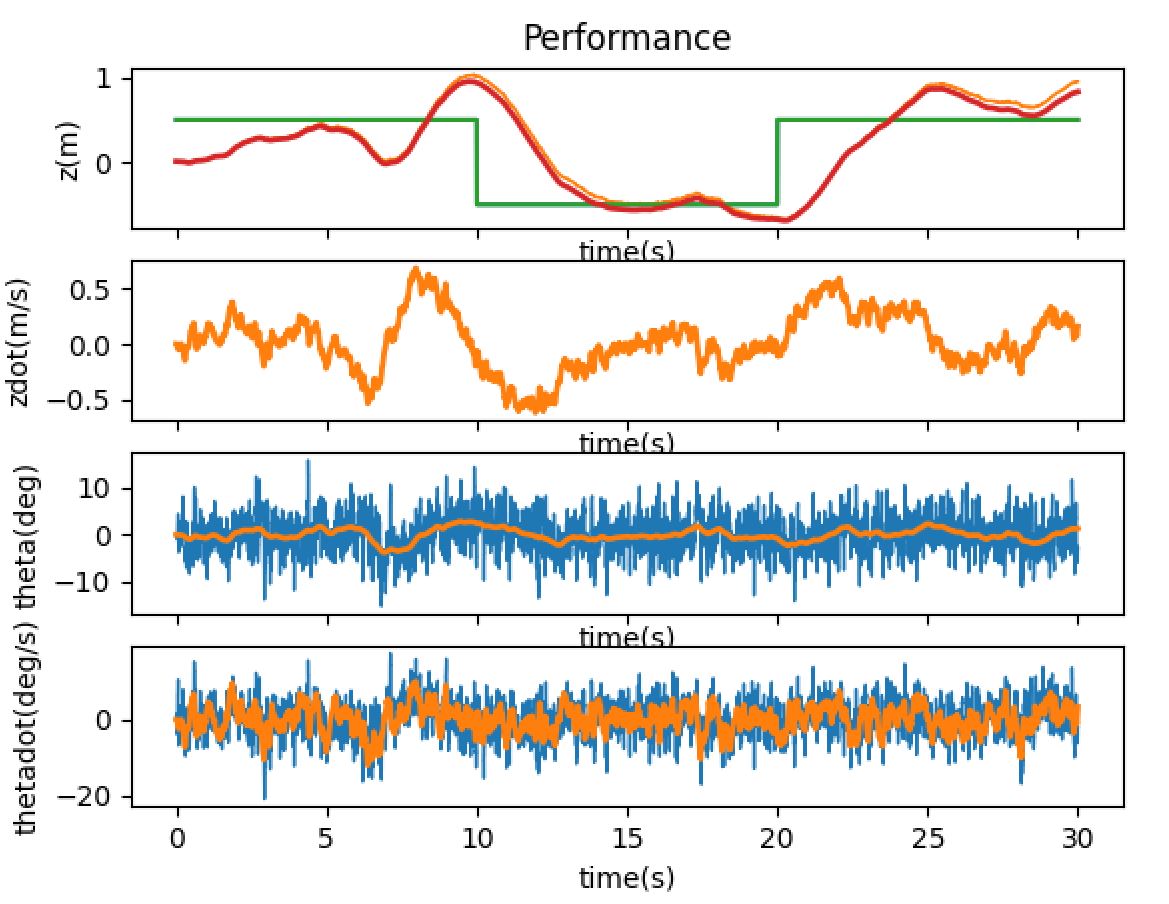 Performance
1
0
z(m)
time(s)
0.5
0.0
−0.5
zdot(m/s)
time(s)
10
0
−10
theta(deg)
time(s)
0
−20
thetadot(deg/s)
0 5 10 15 20 25 30
time(s)